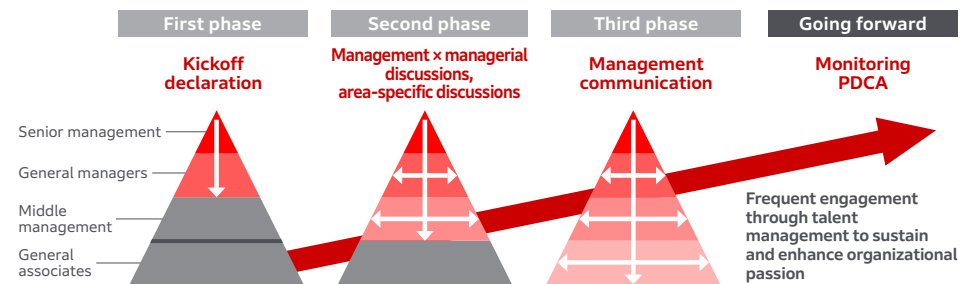 First phase
Second phase
Third phase
Going forward
Kickoff
declaration
Management × managerial
discussions,
area-specific discussions
Management
communication
Monitoring
PDCA
Senior management
General managers
Middle
management
General
associates
Frequent engagement
through talent
management to sustain
and enhance organizational
passion